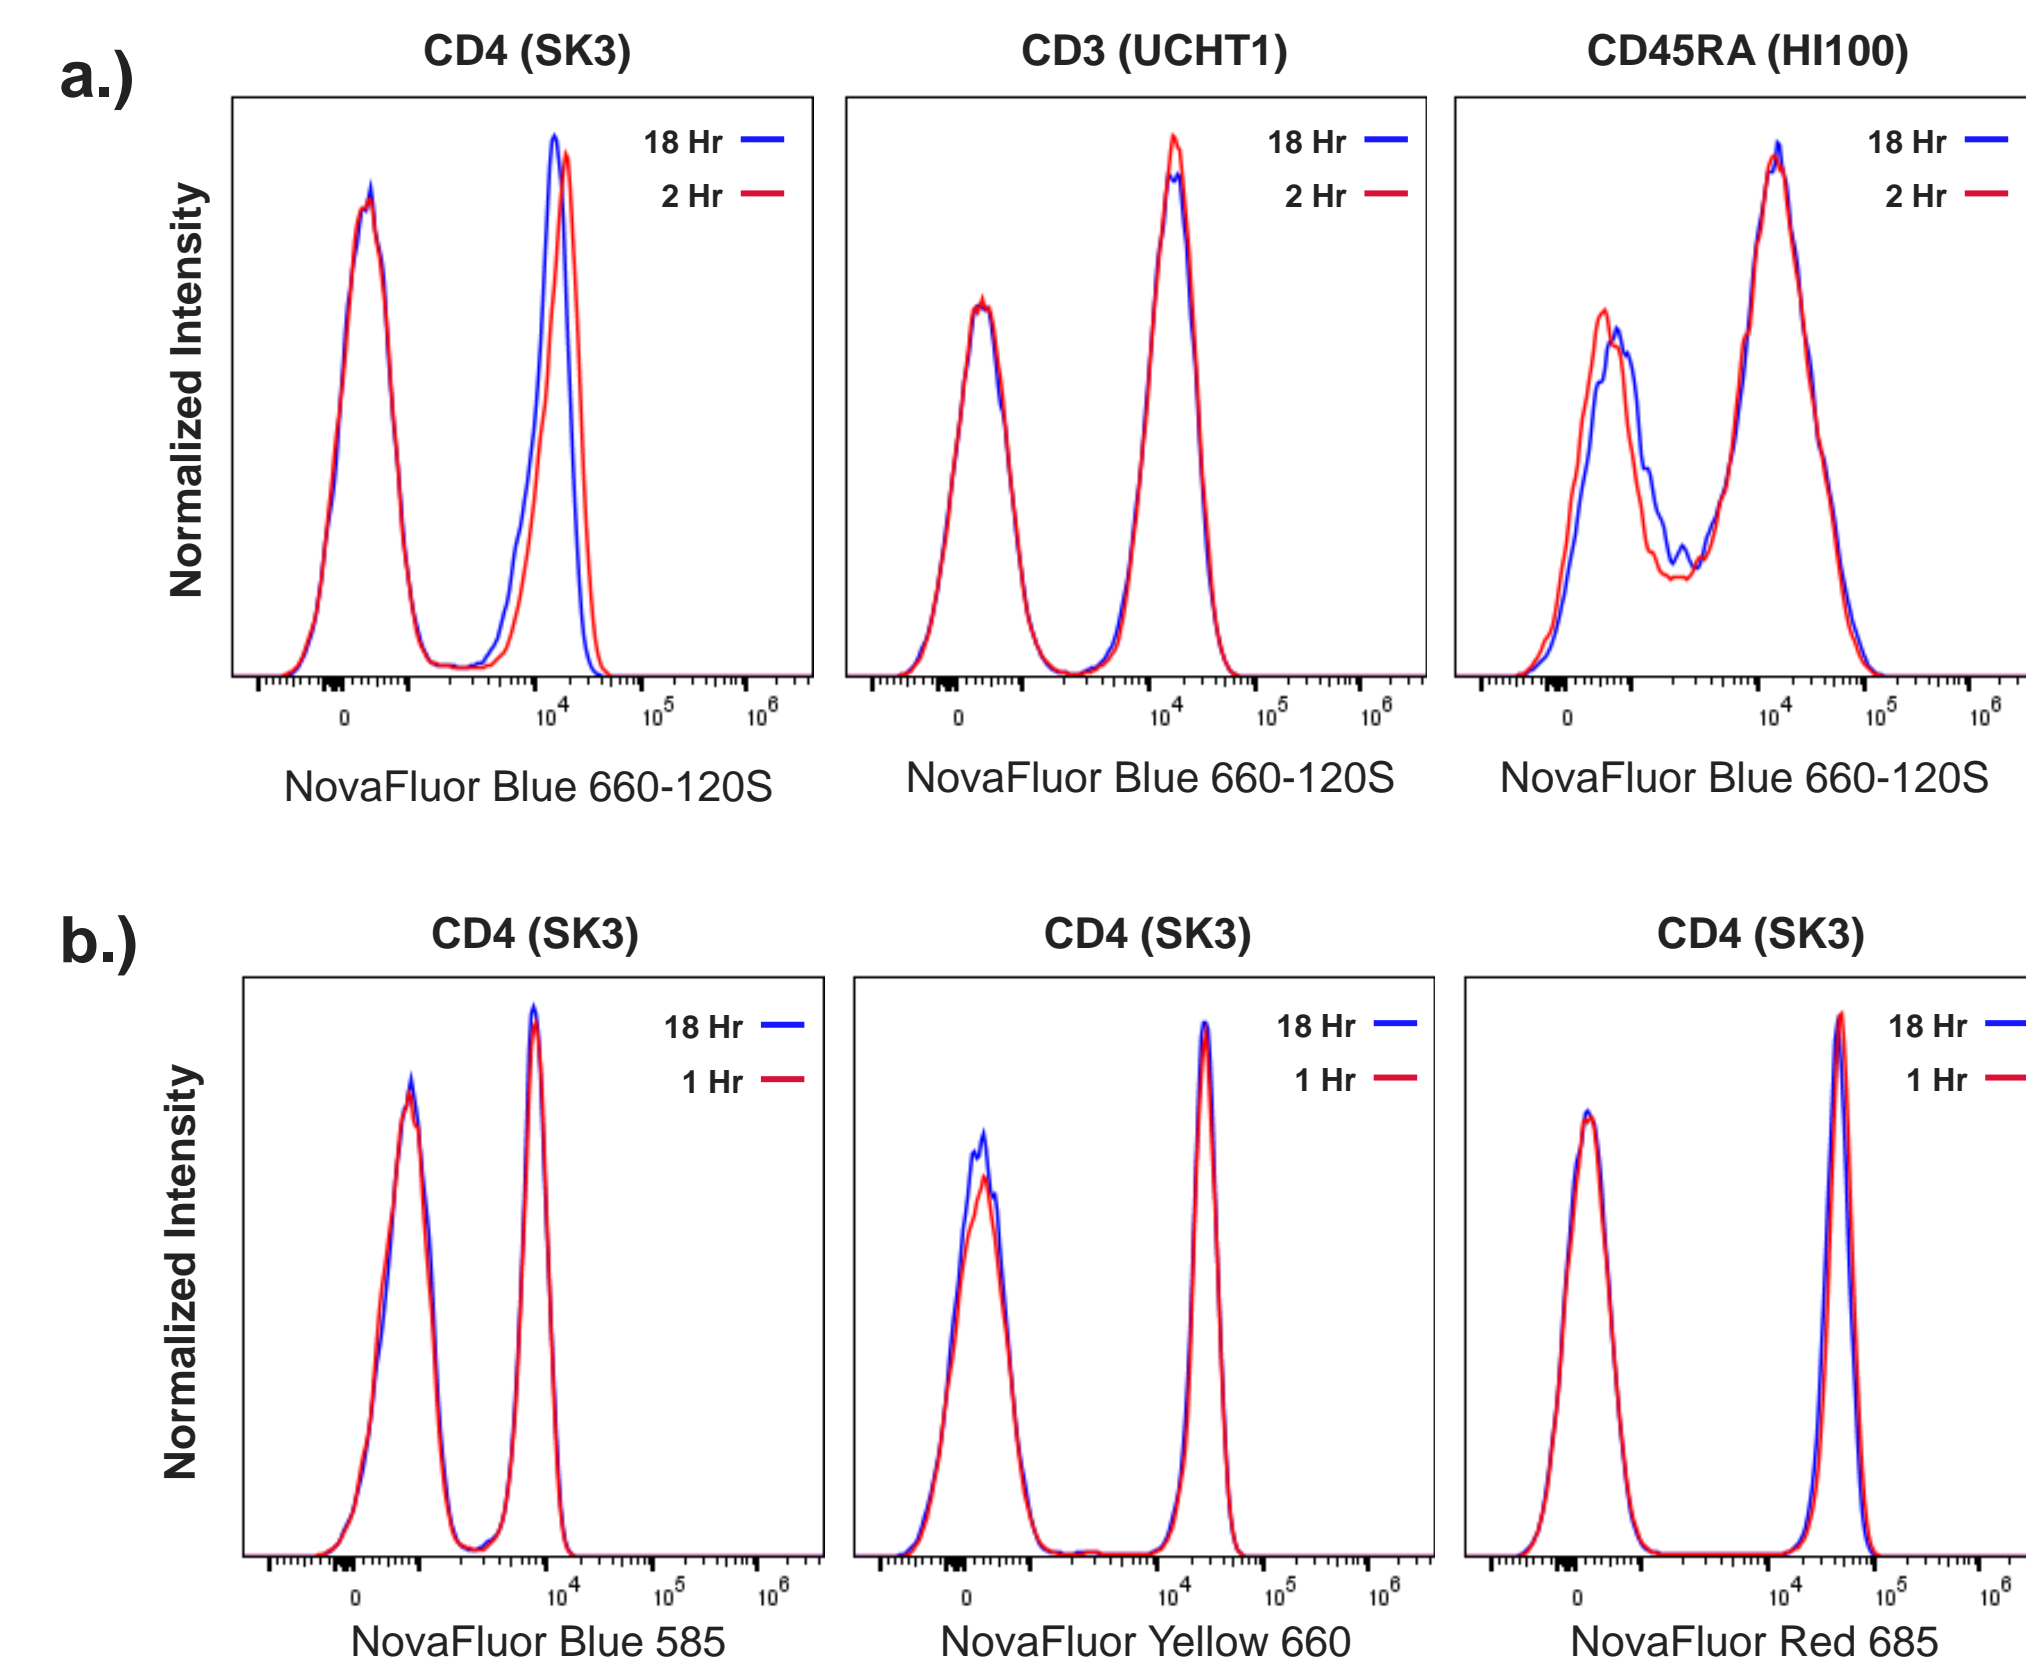 a.)
CD4 (SK3)
CD3 (UCHT1)
CD45RA (HI100)
Normalized Intensity
18 Hr
2 Hr
18 Hr
2 Hr
18 Hr
2 Hr
0 10^4 10^5 10^6
0 10^4 10^5 10^6
0 10^4 10^5 10^6
NovaFluor Blue 660-120S
NovaFluor Blue 660-120S
NovaFluor Blue 660-120S
b.)
CD4 (SK3)
CD4 (SK3)
CD4 (SK3)
Normalized Intensity
18 Hr
1 Hr
18 Hr
1 Hr
18 Hr
1 Hr
0 10^4 10^5 10^6
0 10^4 10^5 10^6
0 10^4 10^5 10^6
NovaFluor Blue 585
NovaFluor Yellow 660
NovaFluor Red 685